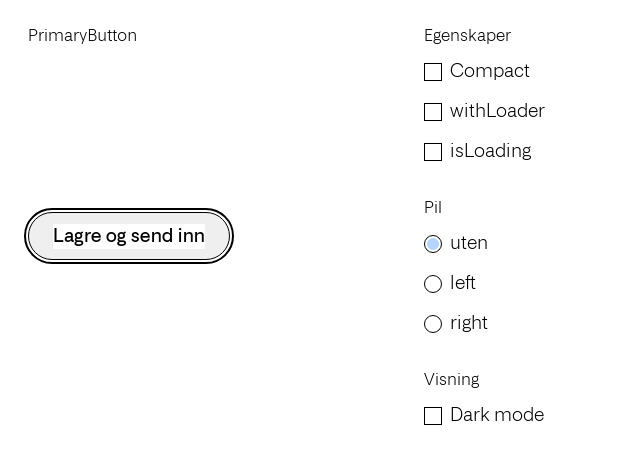 PrimaryButton
Lagre og send inn
Egenskaper
Compact
withLoader
isLoading
Pil
uten
left
right
Visning
Dark mode